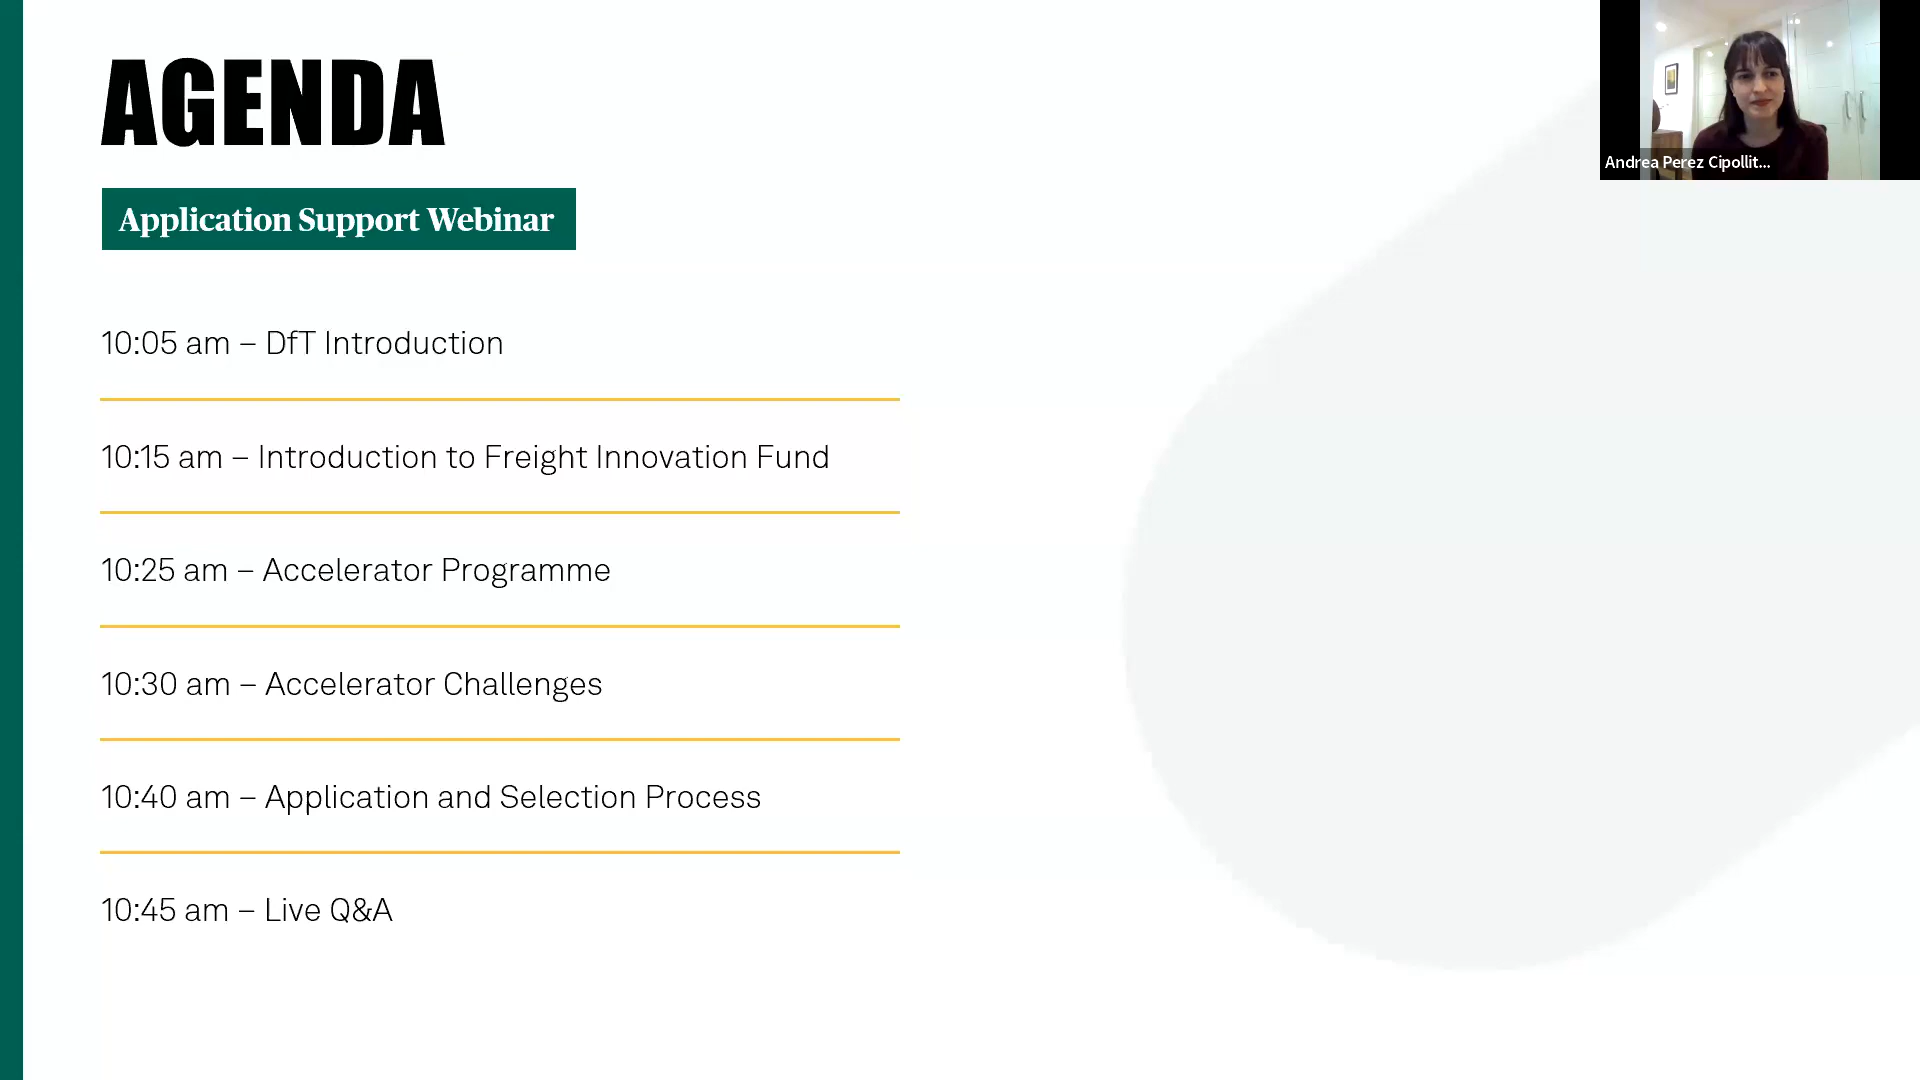 AGENDA
Application Support Webinar
10:05 am – DfT Introduction
10:15 am – Introduction to Freight Innovation Fund
10:25 am – Accelerator Programme
10:30 am – Accelerator Challenges
10:40 am – Application and Selection Process
10:45 am – Live Q&A
Andrea Perez Cipollit...